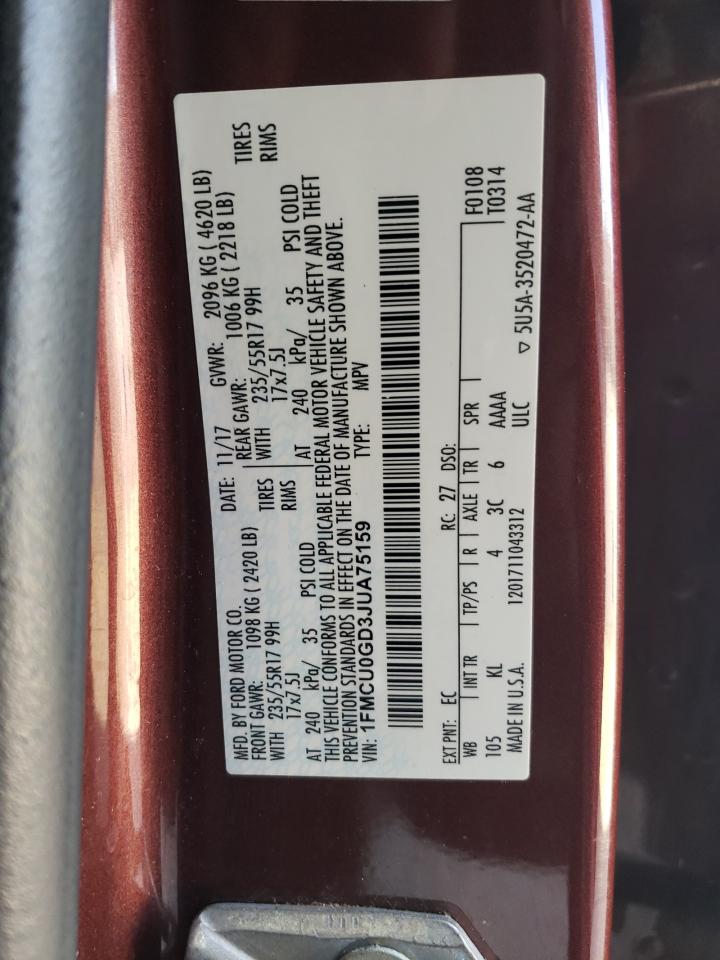 MFD. BY FORD MOTOR CO.
DATE: 11/17 GVWR: 2096 KG ( 4620 LB)
FRONT GAWR: 1098 KG ( 2420 LB) REAR GAWR: 1006 KG ( 2218 LB)
WITH 235/55R17 99H TIRES WITH 235/55R17 99H TIRES
17x7.5J RIMS 17x7.5J RIMS
AT 240 kPa/ 35 PSI COLD AT 240 kPa/ 35 PSI COLD
THIS VEHICLE CONFORMS TO ALL APPLICABLE FEDERAL MOTOR VEHICLE SAFETY AND THEFT
PREVENTION STANDARDS IN EFFECT ON THE DATE OF MANUFACTURE SHOWN ABOVE.
VIN: 1FMCU0GD3JUA75159 TYPE: MPV
EXT PNT: EC RC: 27 DSO: F0108
WB INT TR TP/PS R AXLE TR SPR T0314
105 KL 4 3C 6 AAAA
MADE IN U.S.A. 1201711043312 ULC ▽ 5U5A-3520472-AA